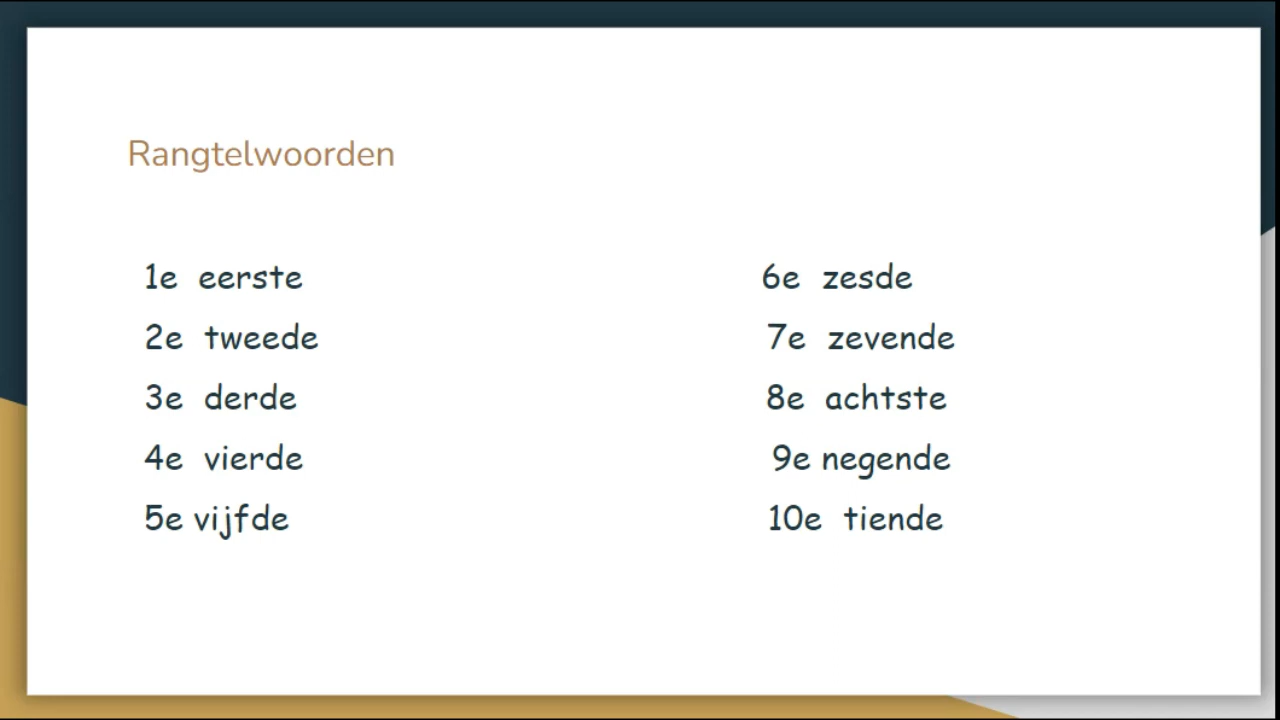 Rangtelwoorden
1e eerste
2e tweede
3e derde
4e vierde
5e vijfde
6e zesde
7e zevende
8e achtste
9e negende
10e tiende